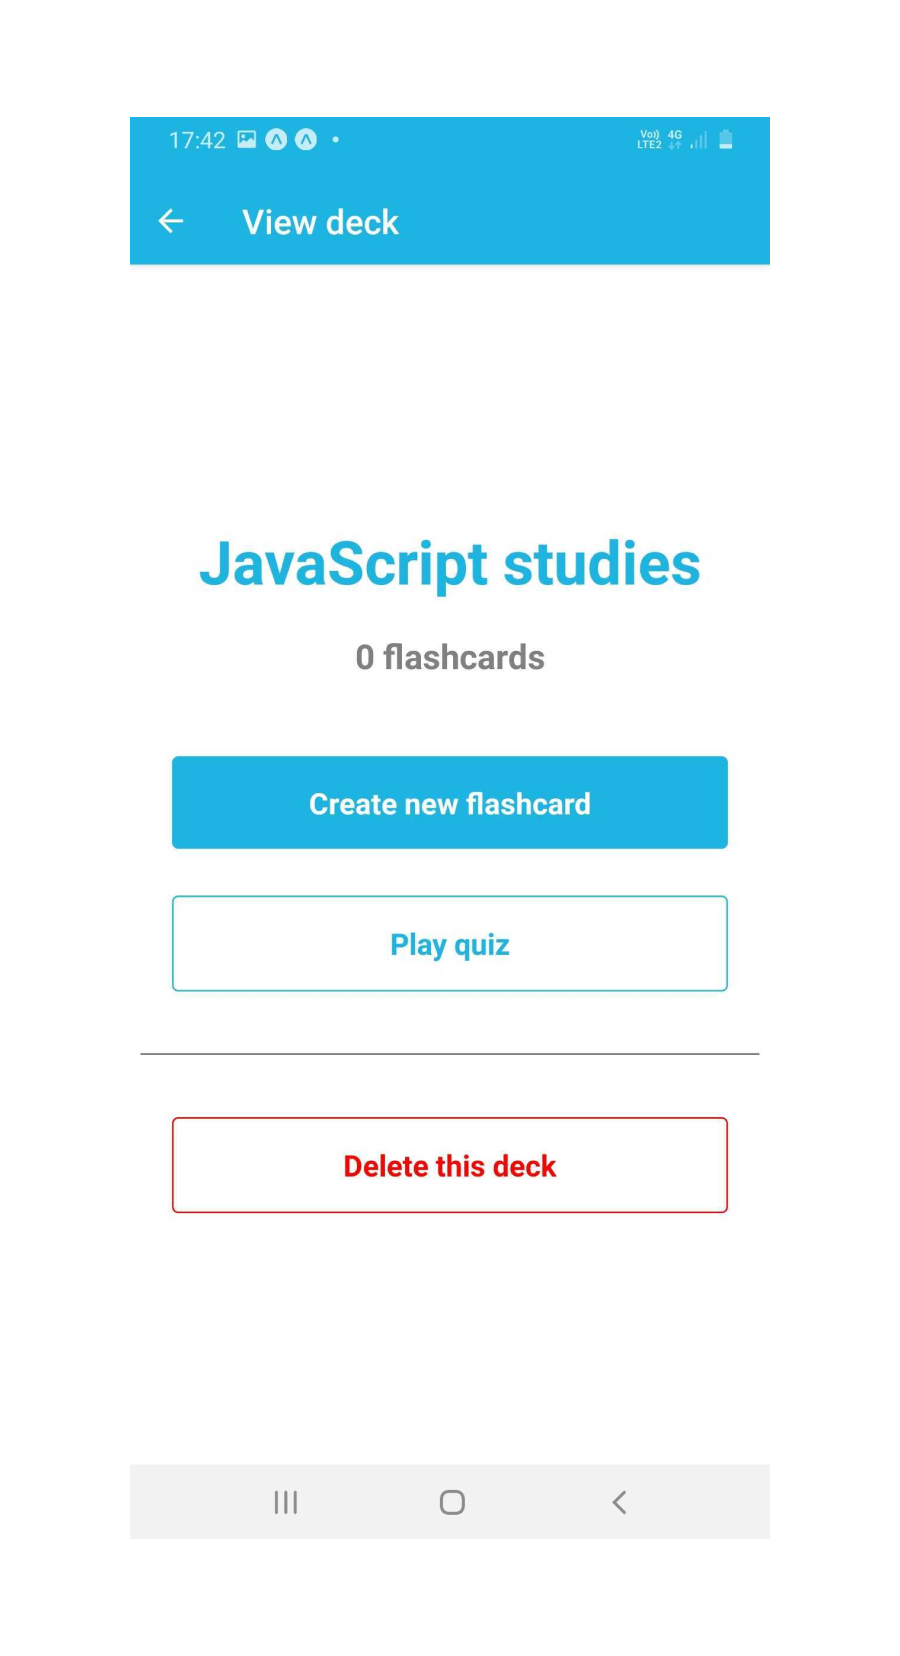 17:42
Vo)) 4G
LTE2
View deck
JavaScript studies
0 flashcards
Create new flashcard
Play quiz
Delete this deck